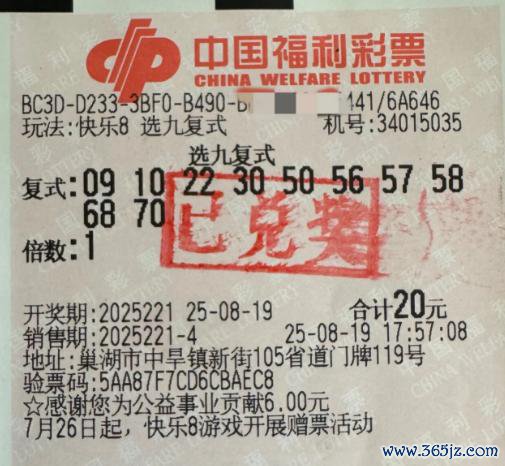 中国福利彩票
CHINA WELFARE LOTTERY
BC3D-D233-3BF0-B490- 441/6A646
玩法:快乐8 选九复式 机号:34015035
选九复式
复式:09 10 22 30 50 56 57 58
68 70
已兑奖
倍数:1
开奖期:2025221 25-08-19 合计20元
销售期:2025221-4 25-08-19 17:57:08
地址:巢湖市中旱镇新街105省道门牌119号
验票码:5AA87F7CD6CBAEC8
☆感谢您为公益事业贡献6.00元
7月26日起，快乐8游戏开展赠票活动
www.365jz.com